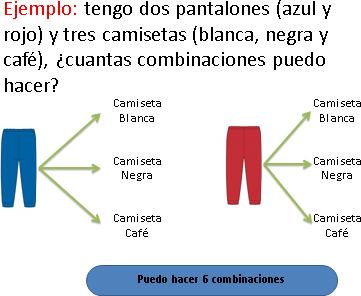 Ejemplo: tengo dos pantalones (azul y
rojo) y tres camisetas (blanca, negra y
café), ¿cuantas combinaciones puedo
hacer?
Camiseta
Blanca
Camiseta
Negra
Camiseta
Café
Camiseta
Blanca
Camiseta
Negra
Camiseta
Café
Puedo hacer 6 combinaciones